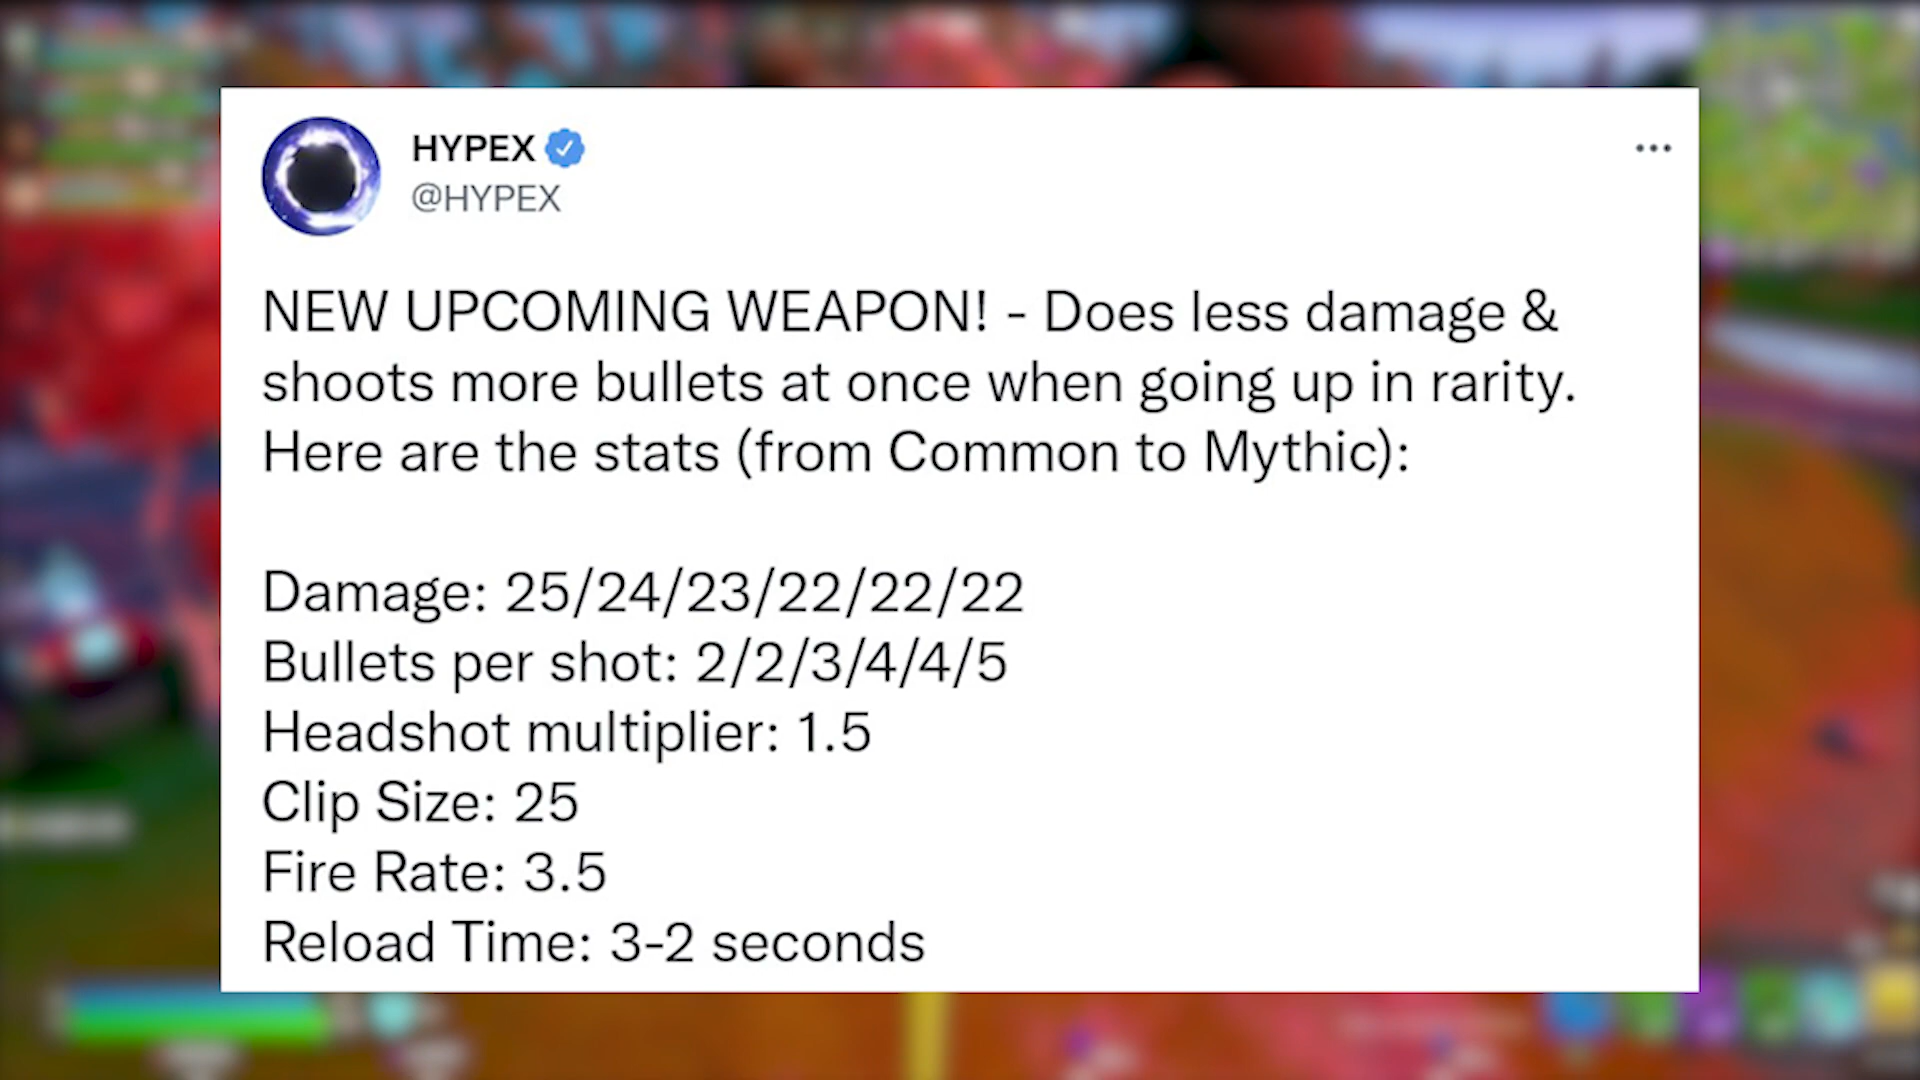 HYPEX
@HYPEX
NEW UPCOMING WEAPON! - Does less damage &
shoots more bullets at once when going up in rarity.
Here are the stats (from Common to Mythic):
Damage: 25/24/23/22/22/22
Bullets per shot: 2/2/3/4/4/5
Headshot multiplier: 1.5
Clip Size: 25
Fire Rate: 3.5
Reload Time: 3-2 seconds